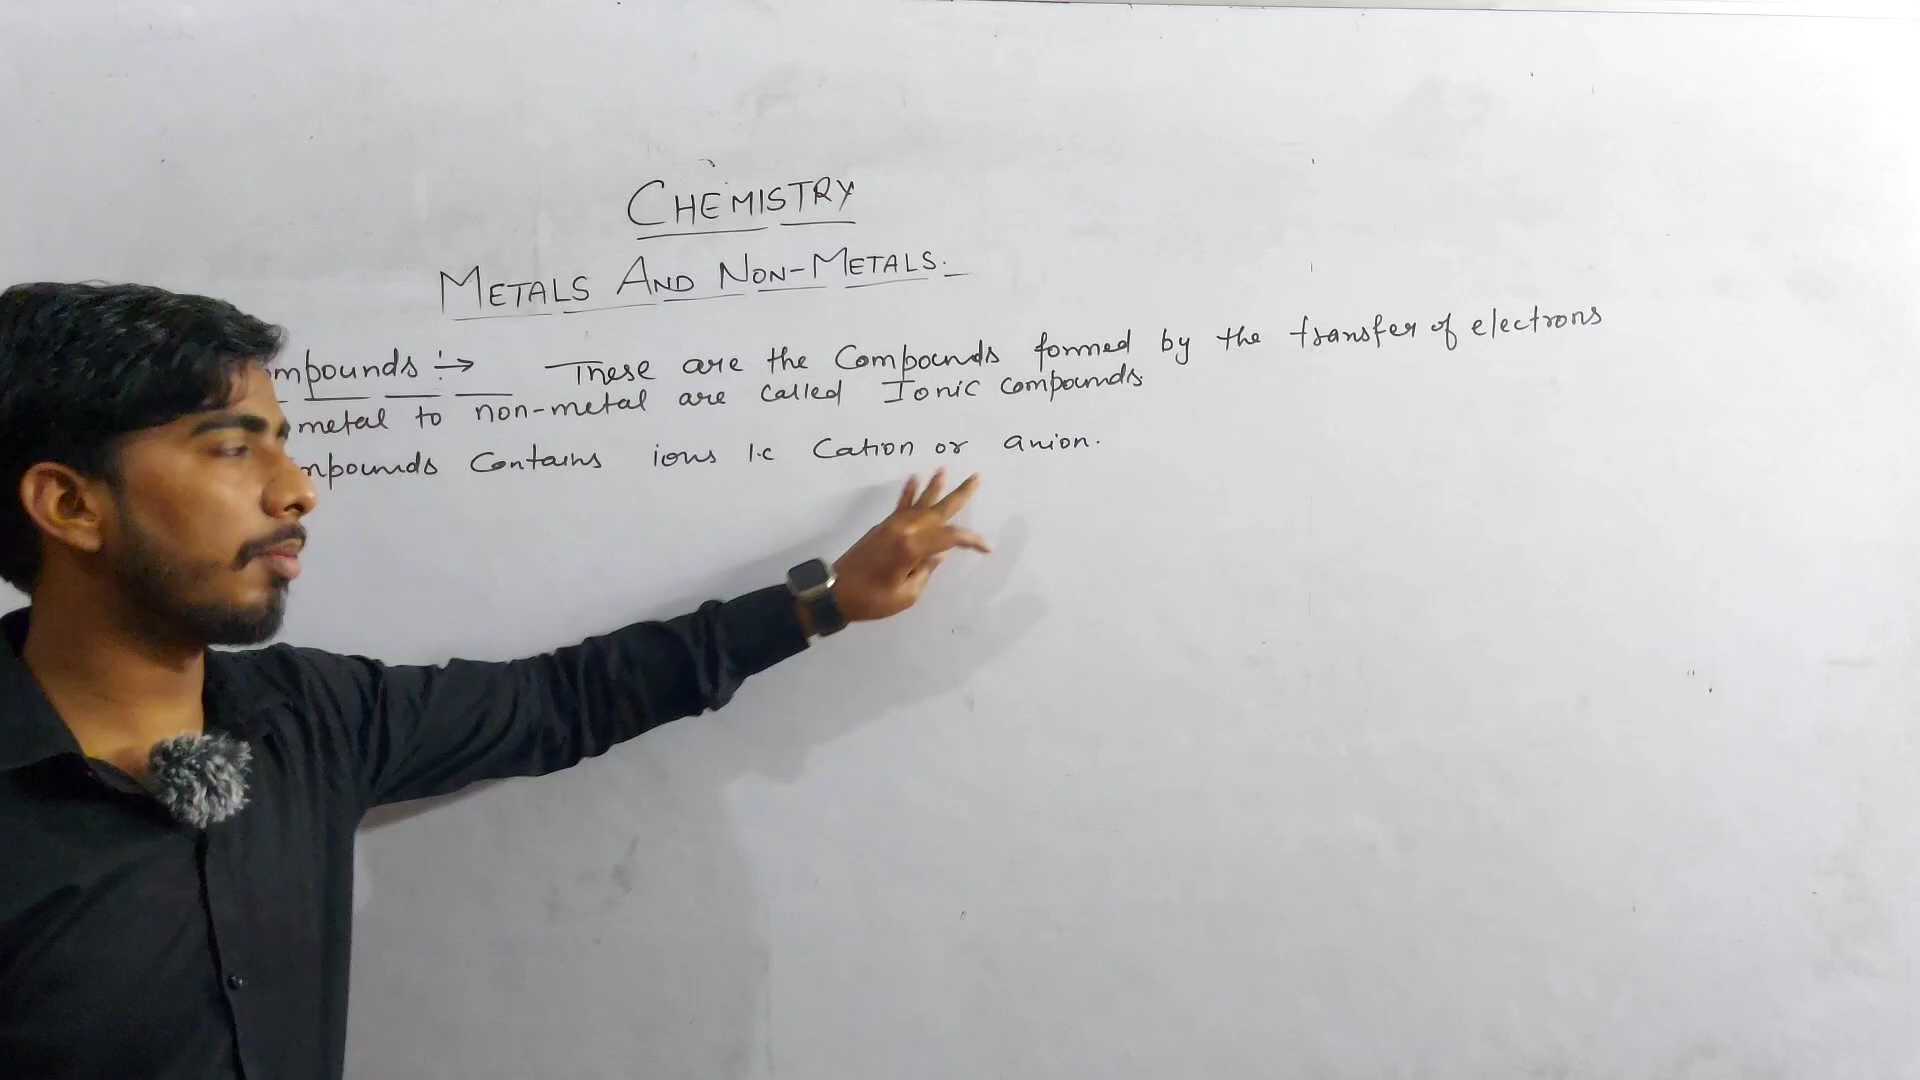 CHEMISTRY
METALS AND NON-METALS.
mpounds :→ These are the Compounds formed by the transfer of electrons
metal to non-metal are called Ionic compounds.
mpounds Contains ions i.e Cation or anion.